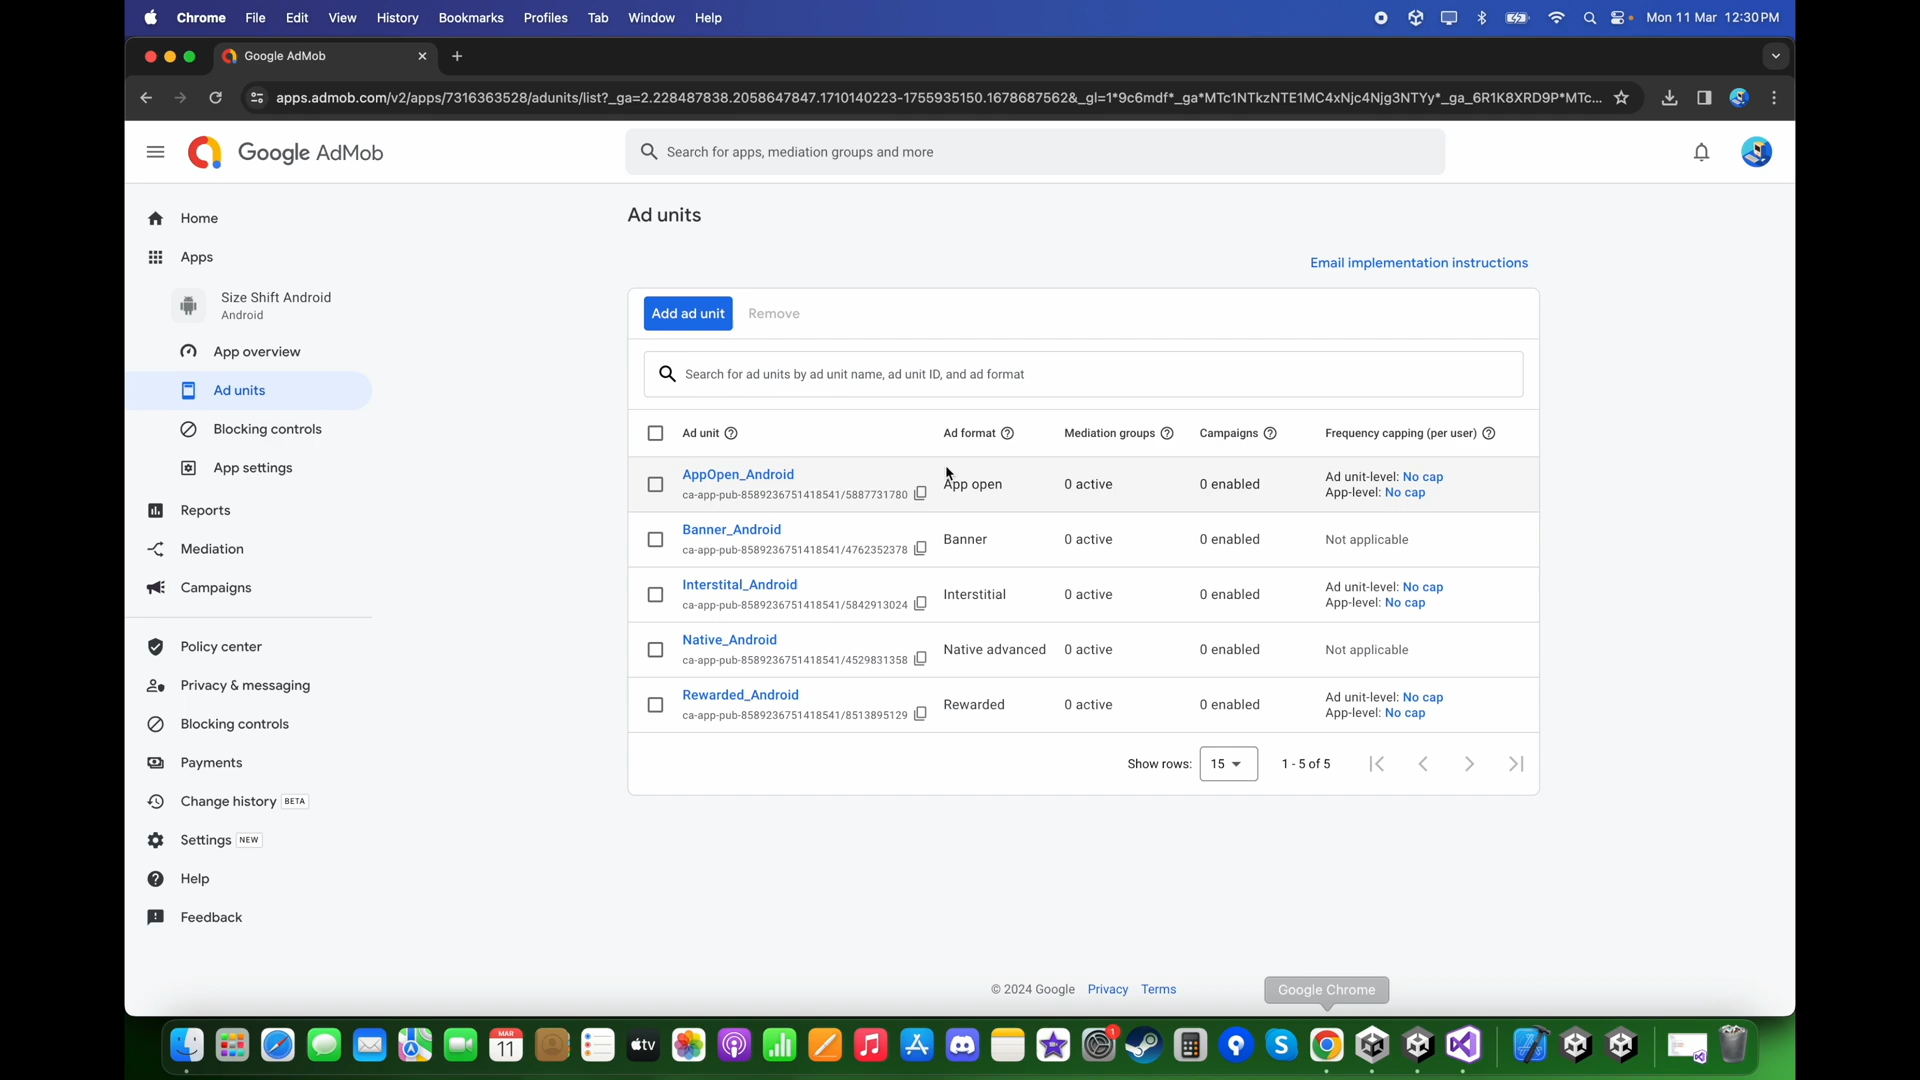 Chrome File Edit View History Bookmarks Profiles Tab Window Help Mon 11 Mar 12:30 PM
Google AdMob
apps.admob.com/v2/apps/7316363528/adunits/list?_ga=2.228487838.2058647847.1710140223-1755935150.1678687562&_gl=1*9c6mdf*_ga*MTc1NTkzNTE1MC4xNjc4Njg3NTYy*_ga_6R1K8XRD9P*MTc...
Google AdMob
Search for apps, mediation groups and more
Home
Apps
Size Shift Android
Android
App overview
Ad units
Blocking controls
App settings
Reports
Mediation
Campaigns
Policy center
Privacy & messaging
Blocking controls
Payments
Change history BETA
Settings NEW
Help
Feedback
Ad units
Email implementation instructions
Add ad unit Remove
Search for ad units by ad unit name, ad unit ID, and ad format
Ad unit Ad format Mediation groups Campaigns Frequency capping (per user)
AppOpen_Android
ca-app-pub-8589236751418541/5887731780
App open 0 active 0 enabled
Ad unit-level: No cap
App-level: No cap
Banner_Android
ca-app-pub-8589236751418541/4762352378
Banner 0 active 0 enabled Not applicable
Interstital_Android
ca-app-pub-8589236751418541/5842913024
Interstitial 0 active 0 enabled
Ad unit-level: No cap
App-level: No cap
Native_Android
ca-app-pub-8589236751418541/4529831358
Native advanced 0 active 0 enabled Not applicable
Rewarded_Android
ca-app-pub-8589236751418541/8513895129
Rewarded 0 active 0 enabled
Ad unit-level: No cap
App-level: No cap
Show rows: 15 1 - 5 of 5
© 2024 Google Privacy Terms
Google Chrome
MAR
11
tv
1